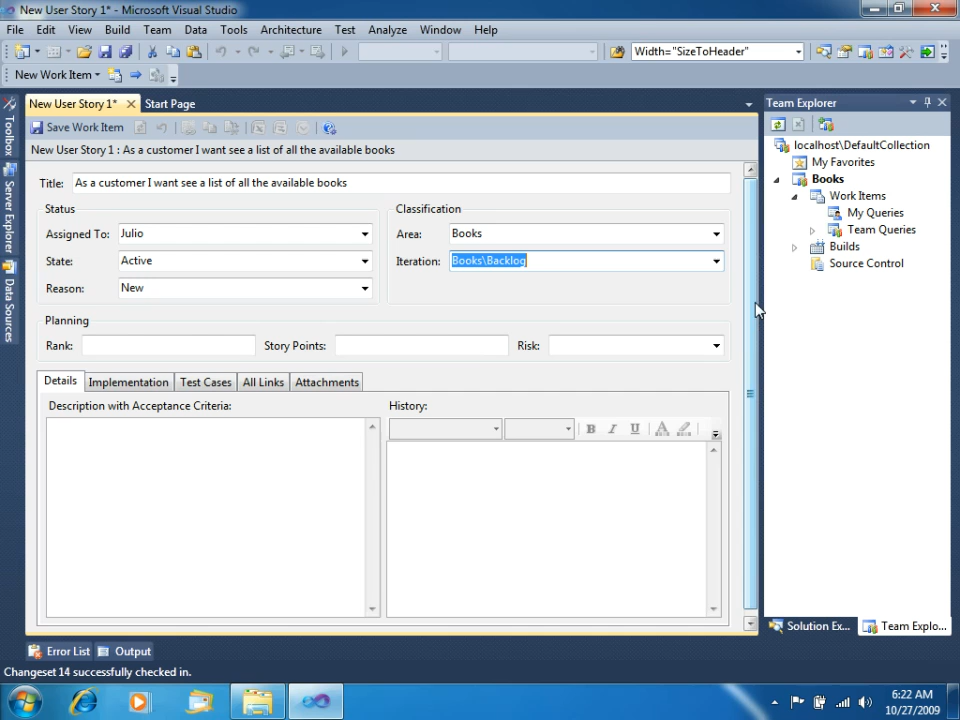 New User Story 1* - Microsoft Visual Studio
File Edit View Build Team Data Tools Architecture Test Analyze Window Help
Width="SizeToHeader"
New Work Item
New User Story 1* Start Page
Save Work Item
New User Story 1 : As a customer I want see a list of all the available books
Title: As a customer I want see a list of all the available books
Status
Assigned To: Julio
State: Active
Reason: New
Classification
Area: Books
Iteration: Books\Backlog
Planning
Rank: Story Points: Risk:
Details Implementation Test Cases All Links Attachments
Description with Acceptance Criteria:
History:
B I U A
Toolbox
Server Explorer
Data Sources
Team Explorer
localhost\DefaultCollection
My Favorites
Books
Work Items
My Queries
Team Queries
Builds
Source Control
Solution Ex... Team Explo...
Error List Output
Changeset 14 successfully checked in.
6:22 AM
10/27/2009